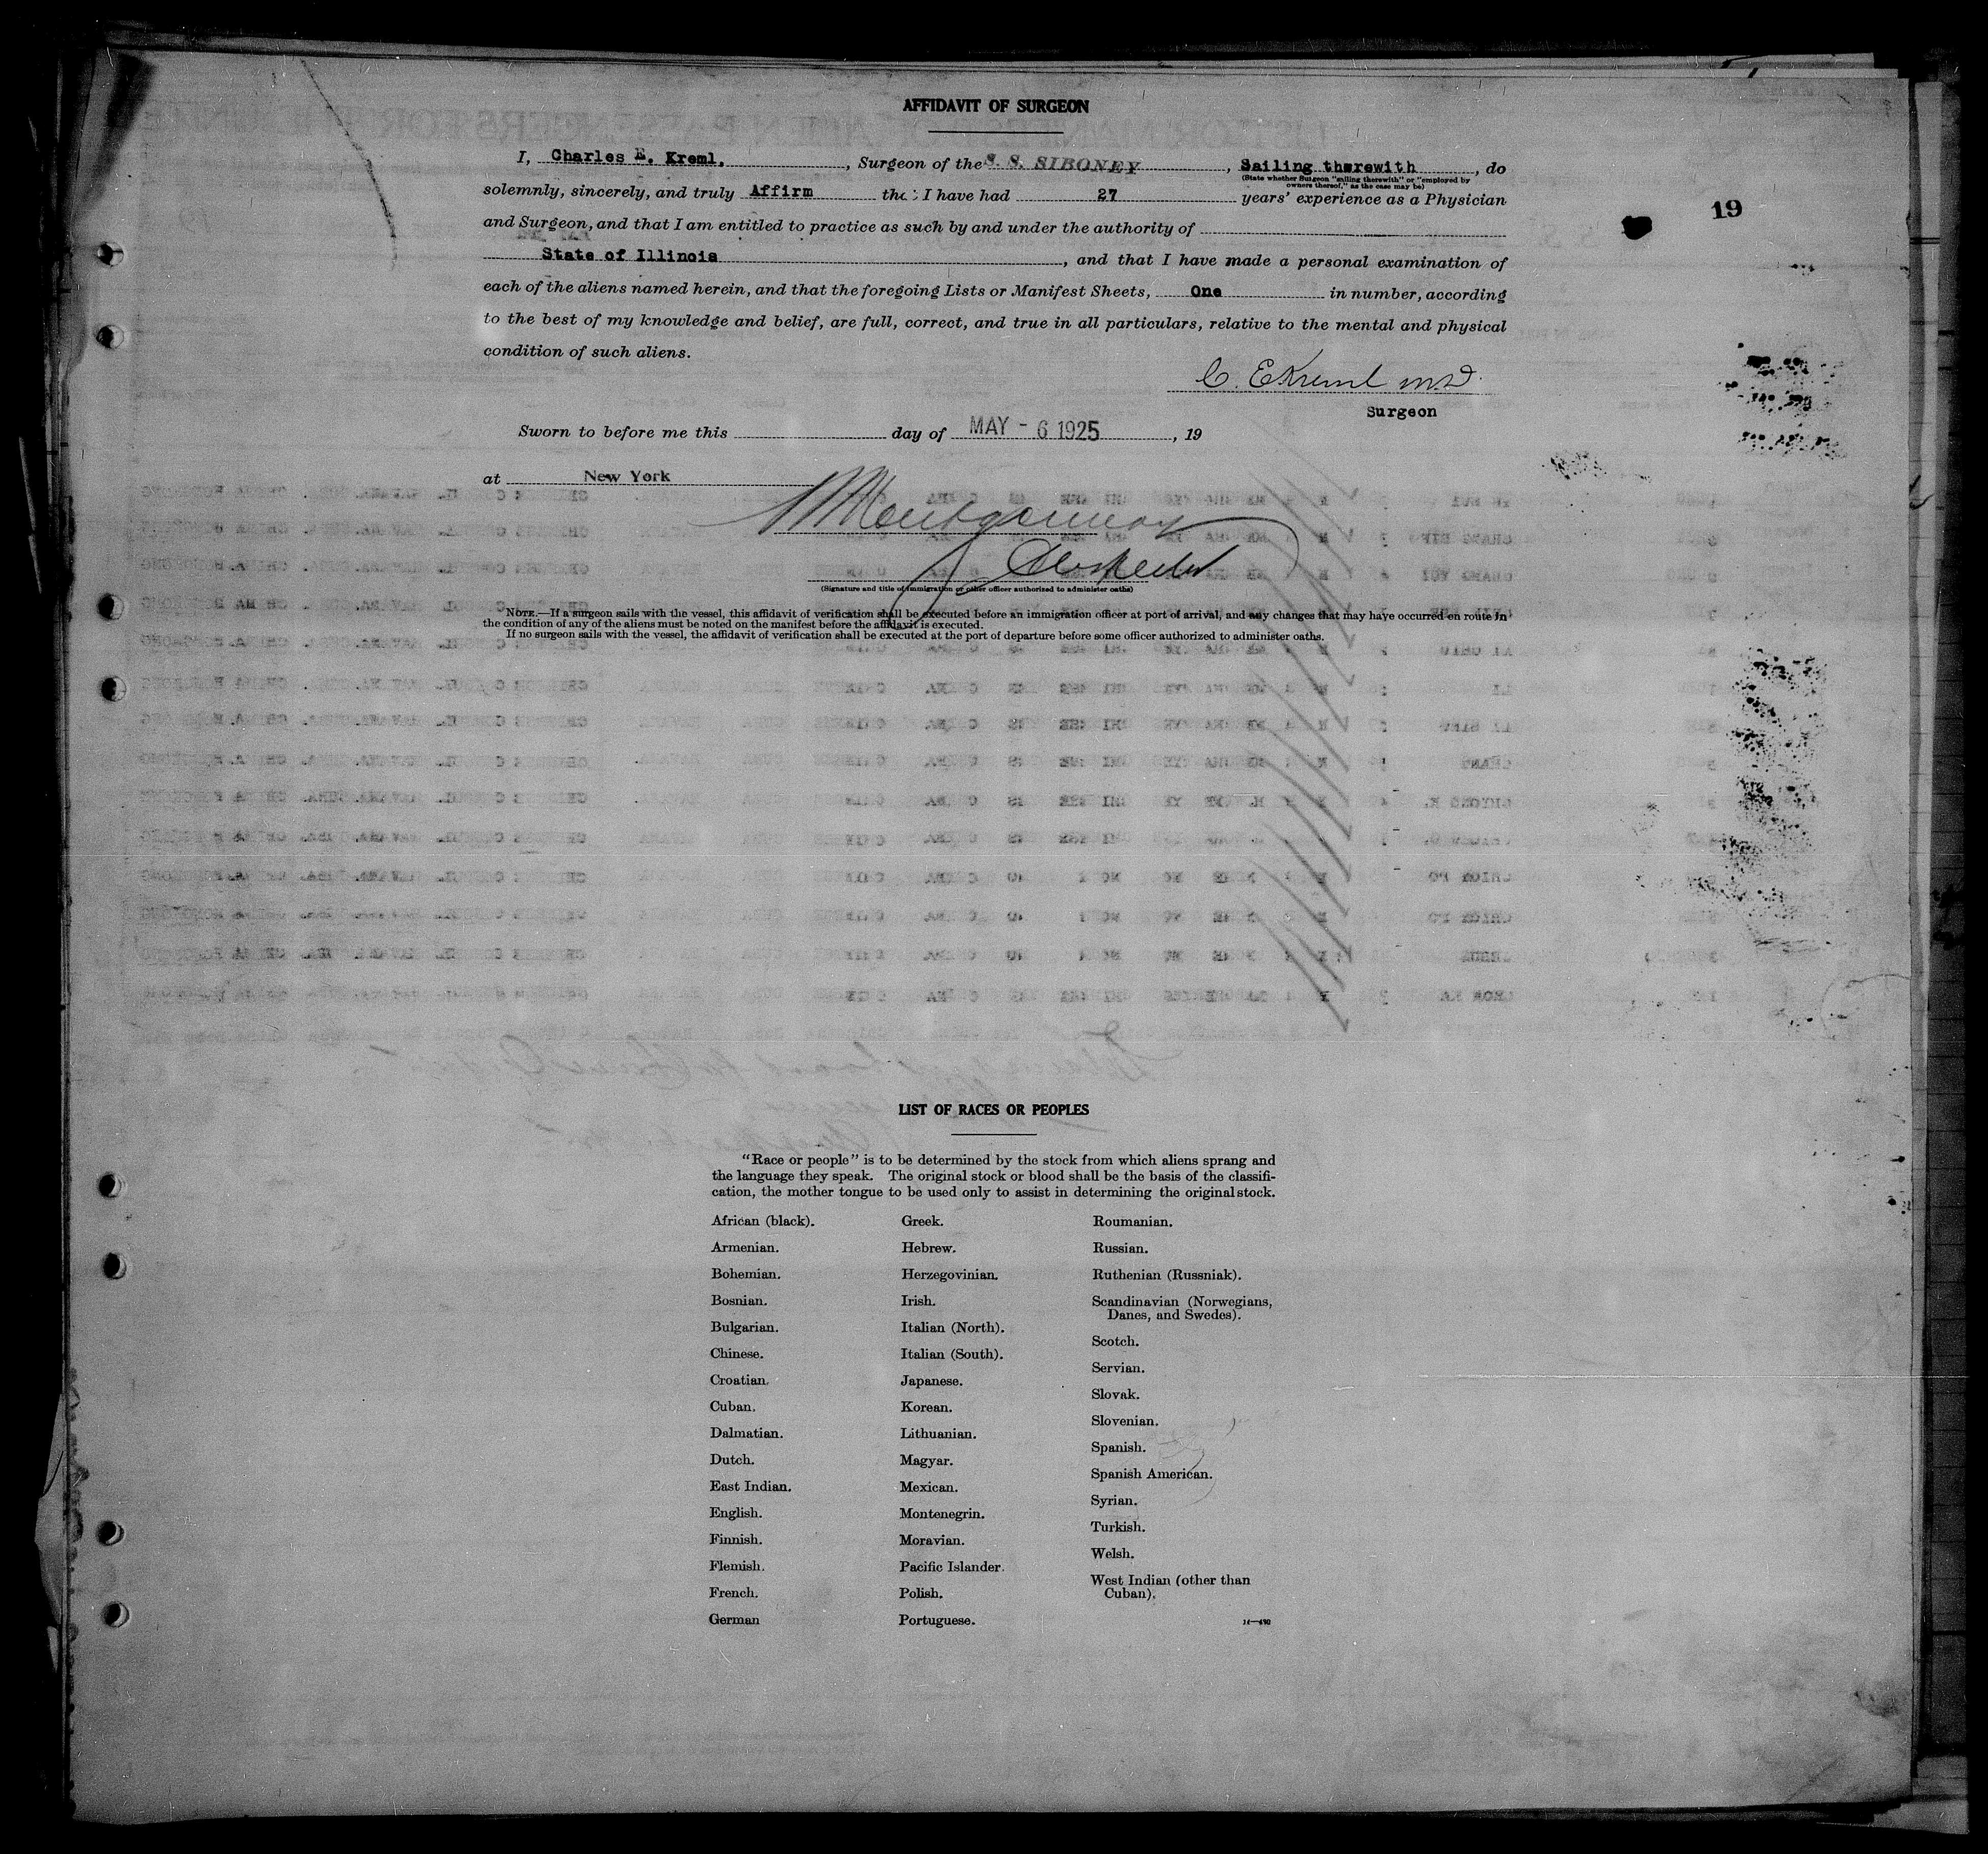 AFFIDAVIT OF SURGEON
I, Charles E. Kreml. , Surgeon of the S. S. SIBONEY , Sailing therewith , do
(State whether Surgeon "sailing therewith" or "employed by
owners thereof," as the case may be)
solemnly, sincerely, and truly Affirm that I have had 27 years' experience as a Physician
19
and Surgeon, and that I am entitled to practice as such by and under the authority of
State of Illinois , and that I have made a personal examination of
each of the aliens named herein, and that the foregoing Lists or Manifest Sheets, One in number, according
to the best of my knowledge and belief, are full, correct, and true in all particulars, relative to the mental and physical
condition of such aliens.
C. E Kreml M.D.
Surgeon
Sworn to before me this day of MAY - 6 1925 , 19
at New York
Montgomery
(Signature and title of immigration or other officer authorized to administer oaths)
NOTE.—If a surgeon sails with the vessel, this affidavit of verification shall be executed before an immigration officer at port of arrival, and any changes that may have occurred en route in
the condition of any of the aliens must be noted on the manifest before the affidavit is executed.
If no surgeon sails with the vessel, the affidavit of verification shall be executed at the port of departure before some officer authorized to administer oaths.
LIST OF RACES OR PEOPLES
"Race or people" is to be determined by the stock from which aliens sprang and
the language they speak. The original stock or blood shall be the basis of the classifi-
cation, the mother tongue to be used only to assist in determining the original stock.
African (black).
Armenian.
Bohemian.
Bosnian.
Bulgarian.
Chinese.
Croatian.
Cuban.
Dalmatian.
Dutch.
East Indian.
English.
Finnish.
Flemish.
French.
German
Greek.
Hebrew.
Herzegovinian.
Irish.
Italian (North).
Italian (South).
Japanese.
Korean.
Lithuanian.
Magyar.
Mexican.
Montenegrin.
Moravian.
Pacific Islander.
Polish.
Portuguese.
Roumanian.
Russian.
Ruthenian (Russniak).
Scandinavian (Norwegians,
Danes, and Swedes).
Scotch.
Servian.
Slovak.
Slovenian.
Spanish.
Spanish American.
Syrian.
Turkish.
Welsh.
West Indian (other than
Cuban).